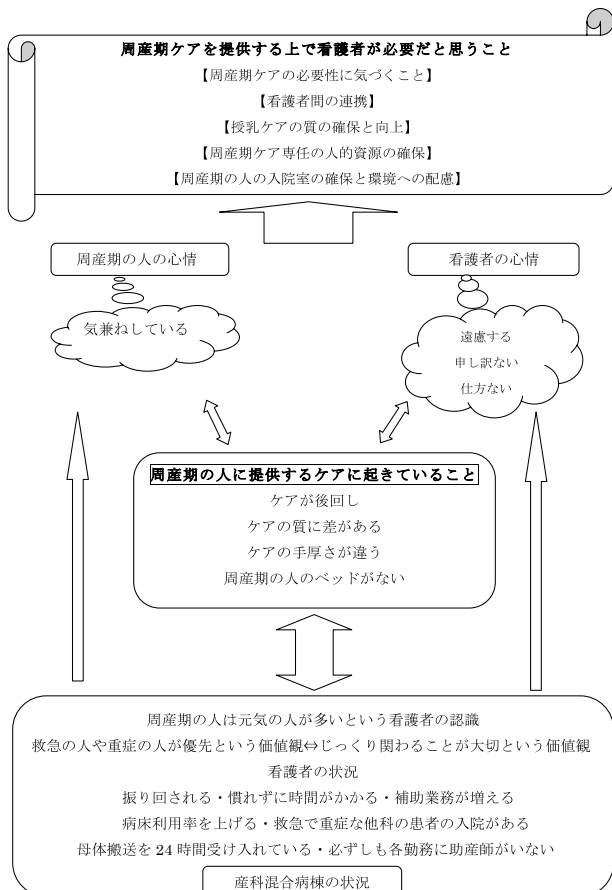 周産期ケアを提供する上で看護者が必要だと思うこと
【周産期ケアの必要性に気づくこと】
【看護者間の連携】
【授乳ケアの質の確保と向上】
【周産期ケア専任の人的資源の確保】
【周産期の人の入院室の確保と環境への配慮】
周産期の人の心情
看護者の心情
気兼ねしている
遠慮する
申し訳ない
仕方ない
周産期の人に提供するケアに起きていること
ケアが後回し
ケアの質に差がある
ケアの手厚さが違う
周産期の人のベッドがない
周産期の人は元気の人が多いという看護者の認識
救急の人や重症の人が優先という価値観⇔じっくり関わることが大切という価値観
看護者の状況
振り回される・慣れずに時間がかかる・補助業務が増える
病床利用率を上げる・救急で重症な他科の患者の入院がある
母体搬送を 24 時間受け入れている・必ずしも各勤務に助産師がいない
産科混合病棟の状況